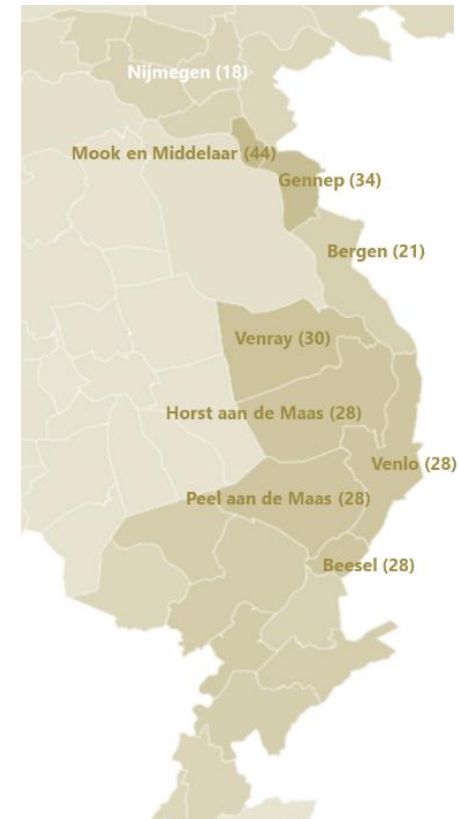 Nijmegen (18)
Mook en Middelaar (44)
Gennep (34)
Bergen (21)
Venray (30)
Horst aan de Maas (28)
Venlo (28)
Peel aan de Maas (28)
Beesel (28)